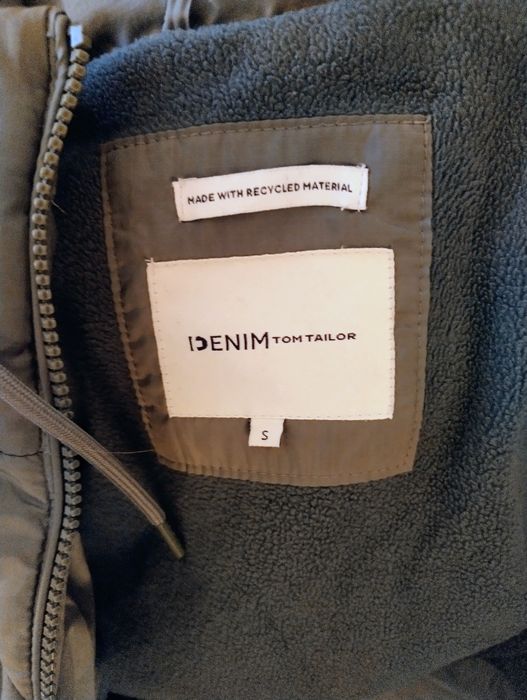 MADE WITH RECYCLED MATERIAL
DENIM TOM TAILOR
S